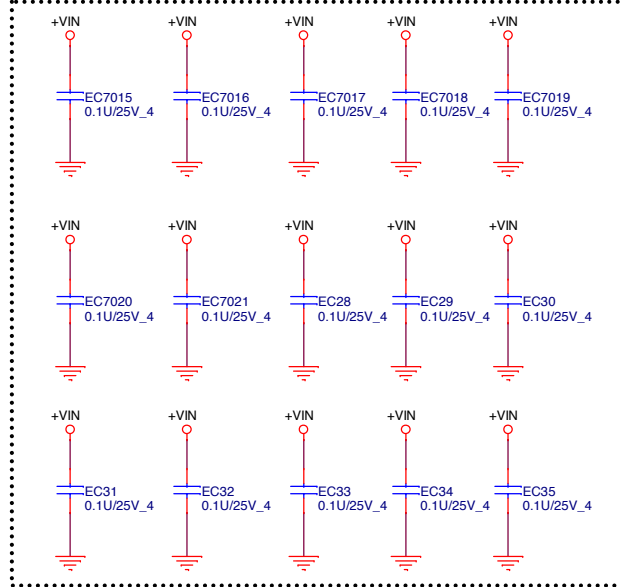 +VIN +VIN +VIN +VIN +VIN
EC7015 EC7016 EC7017 EC7018 EC7019
0.1U/25V_4 0.1U/25V_4 0.1U/25V_4 0.1U/25V_4 0.1U/25V_4
+VIN +VIN +VIN +VIN +VIN
EC7020 EC7021 EC28 EC29 EC30
0.1U/25V_4 0.1U/25V_4 0.1U/25V_4 0.1U/25V_4 0.1U/25V_4
+VIN +VIN +VIN +VIN +VIN
EC31 EC32 EC33 EC34 EC35
0.1U/25V_4 0.1U/25V_4 0.1U/25V_4 0.1U/25V_4 0.1U/25V_4